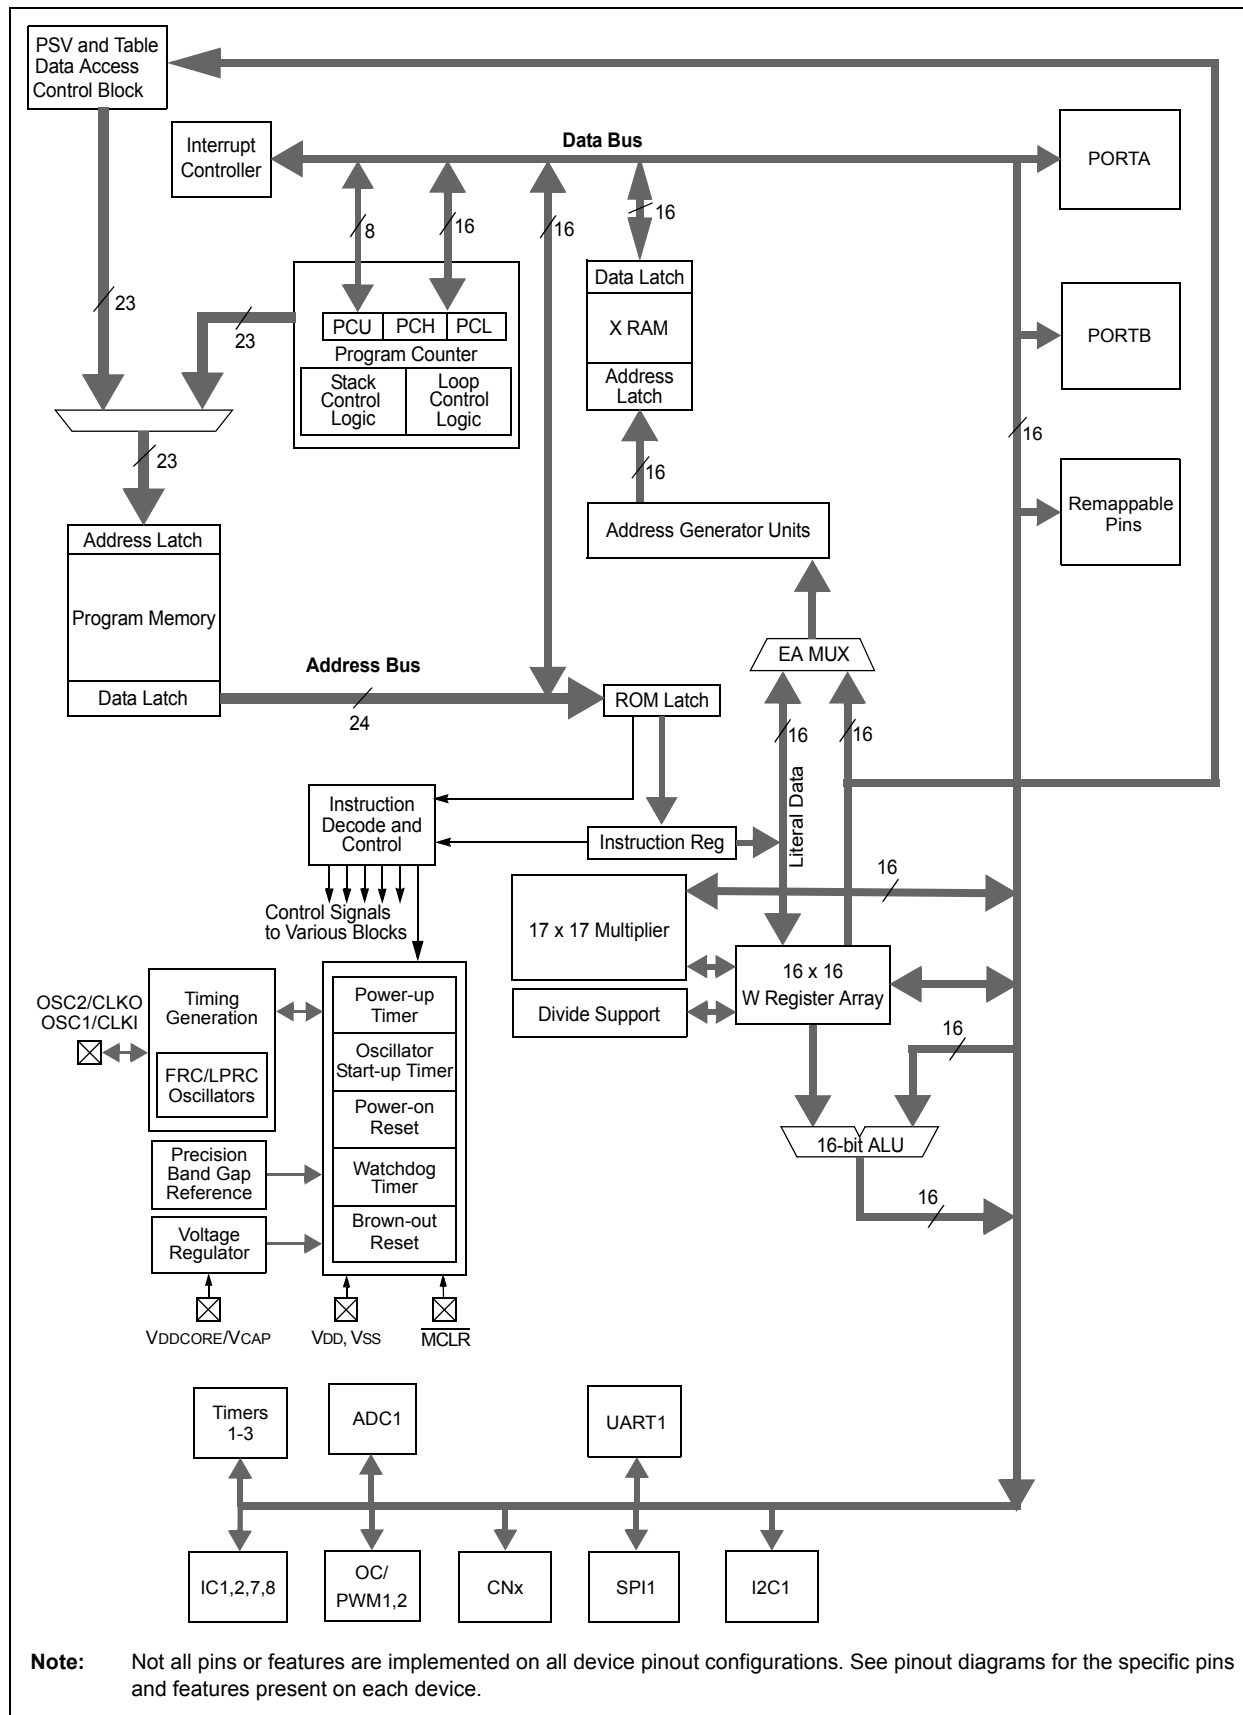 PSV and Table
Data Access
Control Block
Interrupt
Controller
Data Bus
PORTA
8
16
16
16
Data Latch
X RAM
Address
Latch
23
23
PCU
PCH
PCL
Program Counter
Stack
Control
Logic
Loop
Control
Logic
PORTB
16
23
16
Remappable
Pins
Address Latch
Program Memory
Data Latch
Address Generator Units
EA MUX
Address Bus
24
ROM Latch
16
16
Literal Data
Instruction
Decode and
Control
Instruction Reg
Control Signals
to Various Blocks
16
17 x 17 Multiplier
16 x 16
W Register Array
Divide Support
OSC2/CLKO
OSC1/CLKI
Timing
Generation
FRC/LPRC
Oscillators
Power-up
Timer
Oscillator
Start-up Timer
Power-on
Reset
Watchdog
Timer
Brown-out
Reset
Precision
Band Gap
Reference
Voltage
Regulator
16
16-bit ALU
16
VDDCORE/VCAP
VDD, VSS
MCLR
Timers
1-3
ADC1
UART1
IC1,2,7,8
OC/
PWM1,2
CNx
SPI1
I2C1
Note: Not all pins or features are implemented on all device pinout configurations. See pinout diagrams for the specific pins
and features present on each device.